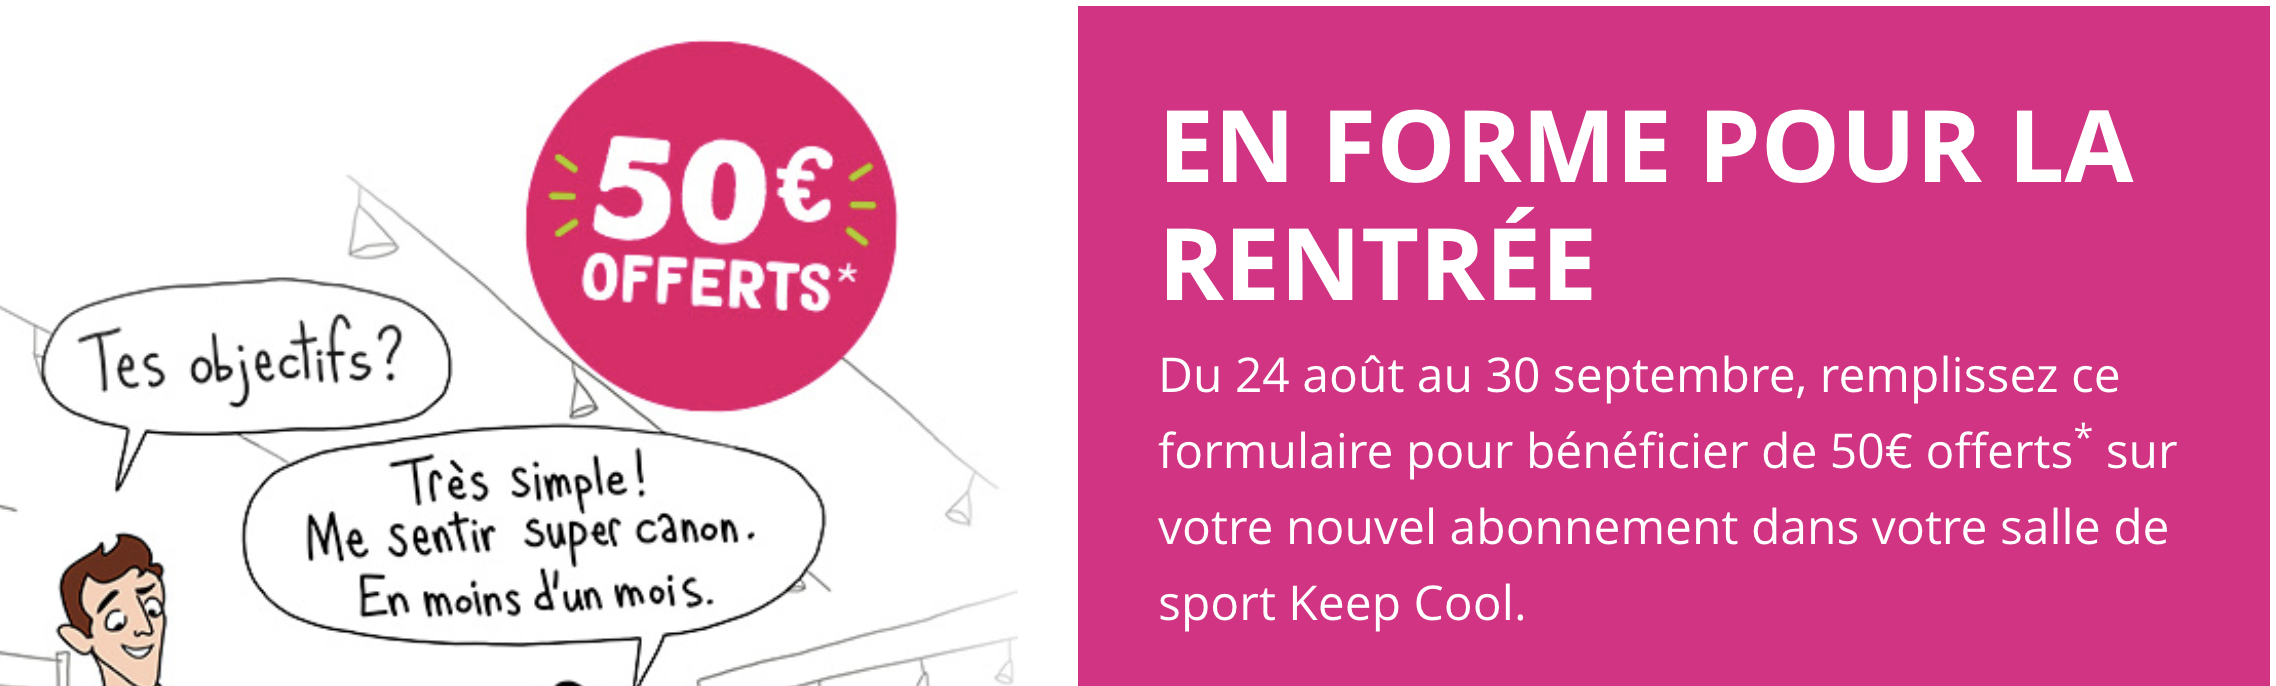 50€
OFFERTS*
Tes objectifs?
Très simple!
Me sentir super canon.
En moins d'un mois.
EN FORME POUR LA
RENTRÉE
Du 24 août au 30 septembre, remplissez ce
formulaire pour bénéficier de 50€ offerts* sur
votre nouvel abonnement dans votre salle de
sport Keep Cool.